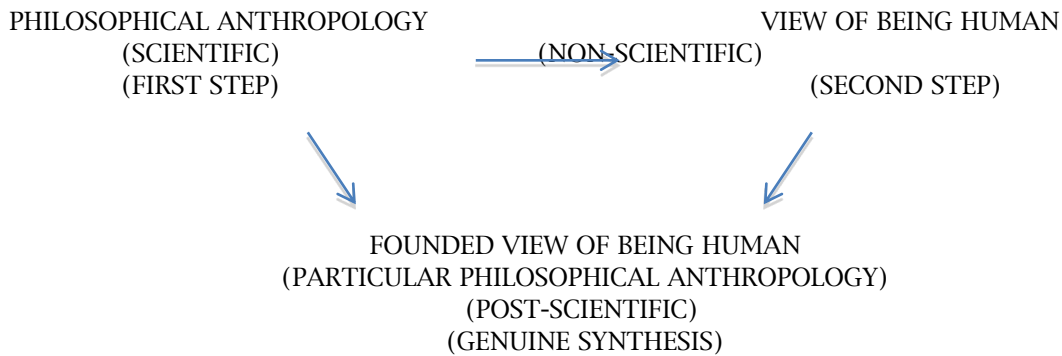 PHILOSOPHICAL ANTHROPOLOGY VIEW OF BEING HUMAN
(SCIENTIFIC) (NON-SCIENTIFIC)
(FIRST STEP) (SECOND STEP)
FOUNDED VIEW OF BEING HUMAN
(PARTICULAR PHILOSOPHICAL ANTHROPOLOGY)
(POST-SCIENTIFIC)
(GENUINE SYNTHESIS)